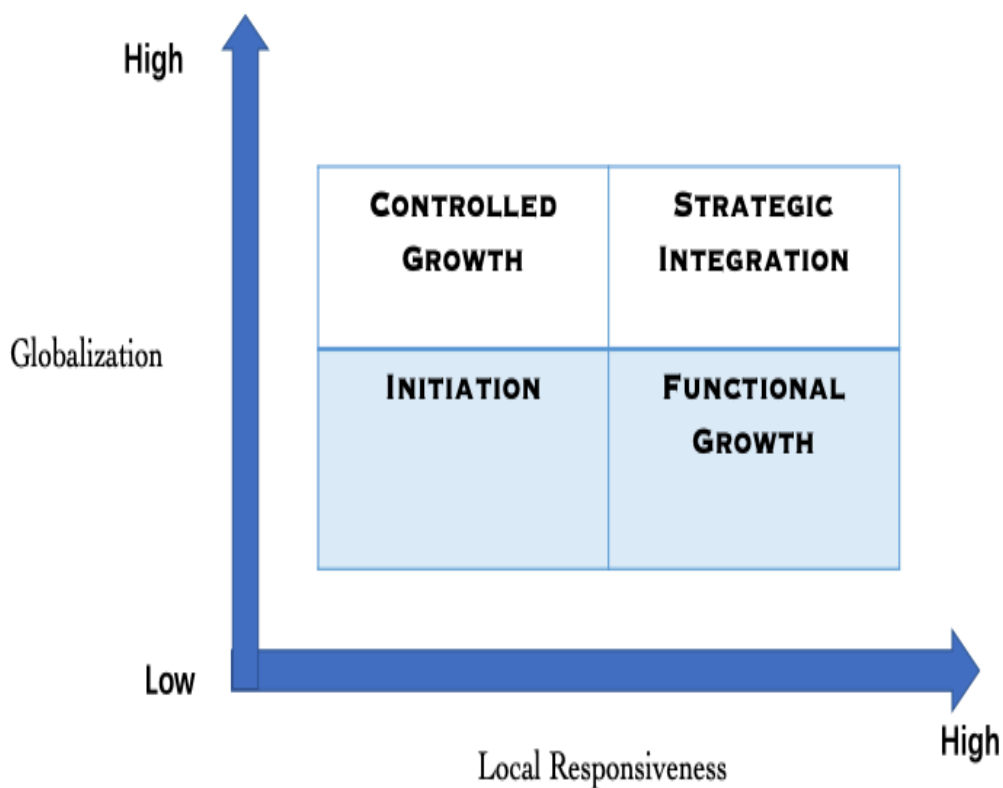 High
CONTROLLED
GROWTH
STRATEGIC
INTEGRATION
Globalization
INITIATION
FUNCTIONAL
GROWTH
Low
High
Local Responsiveness